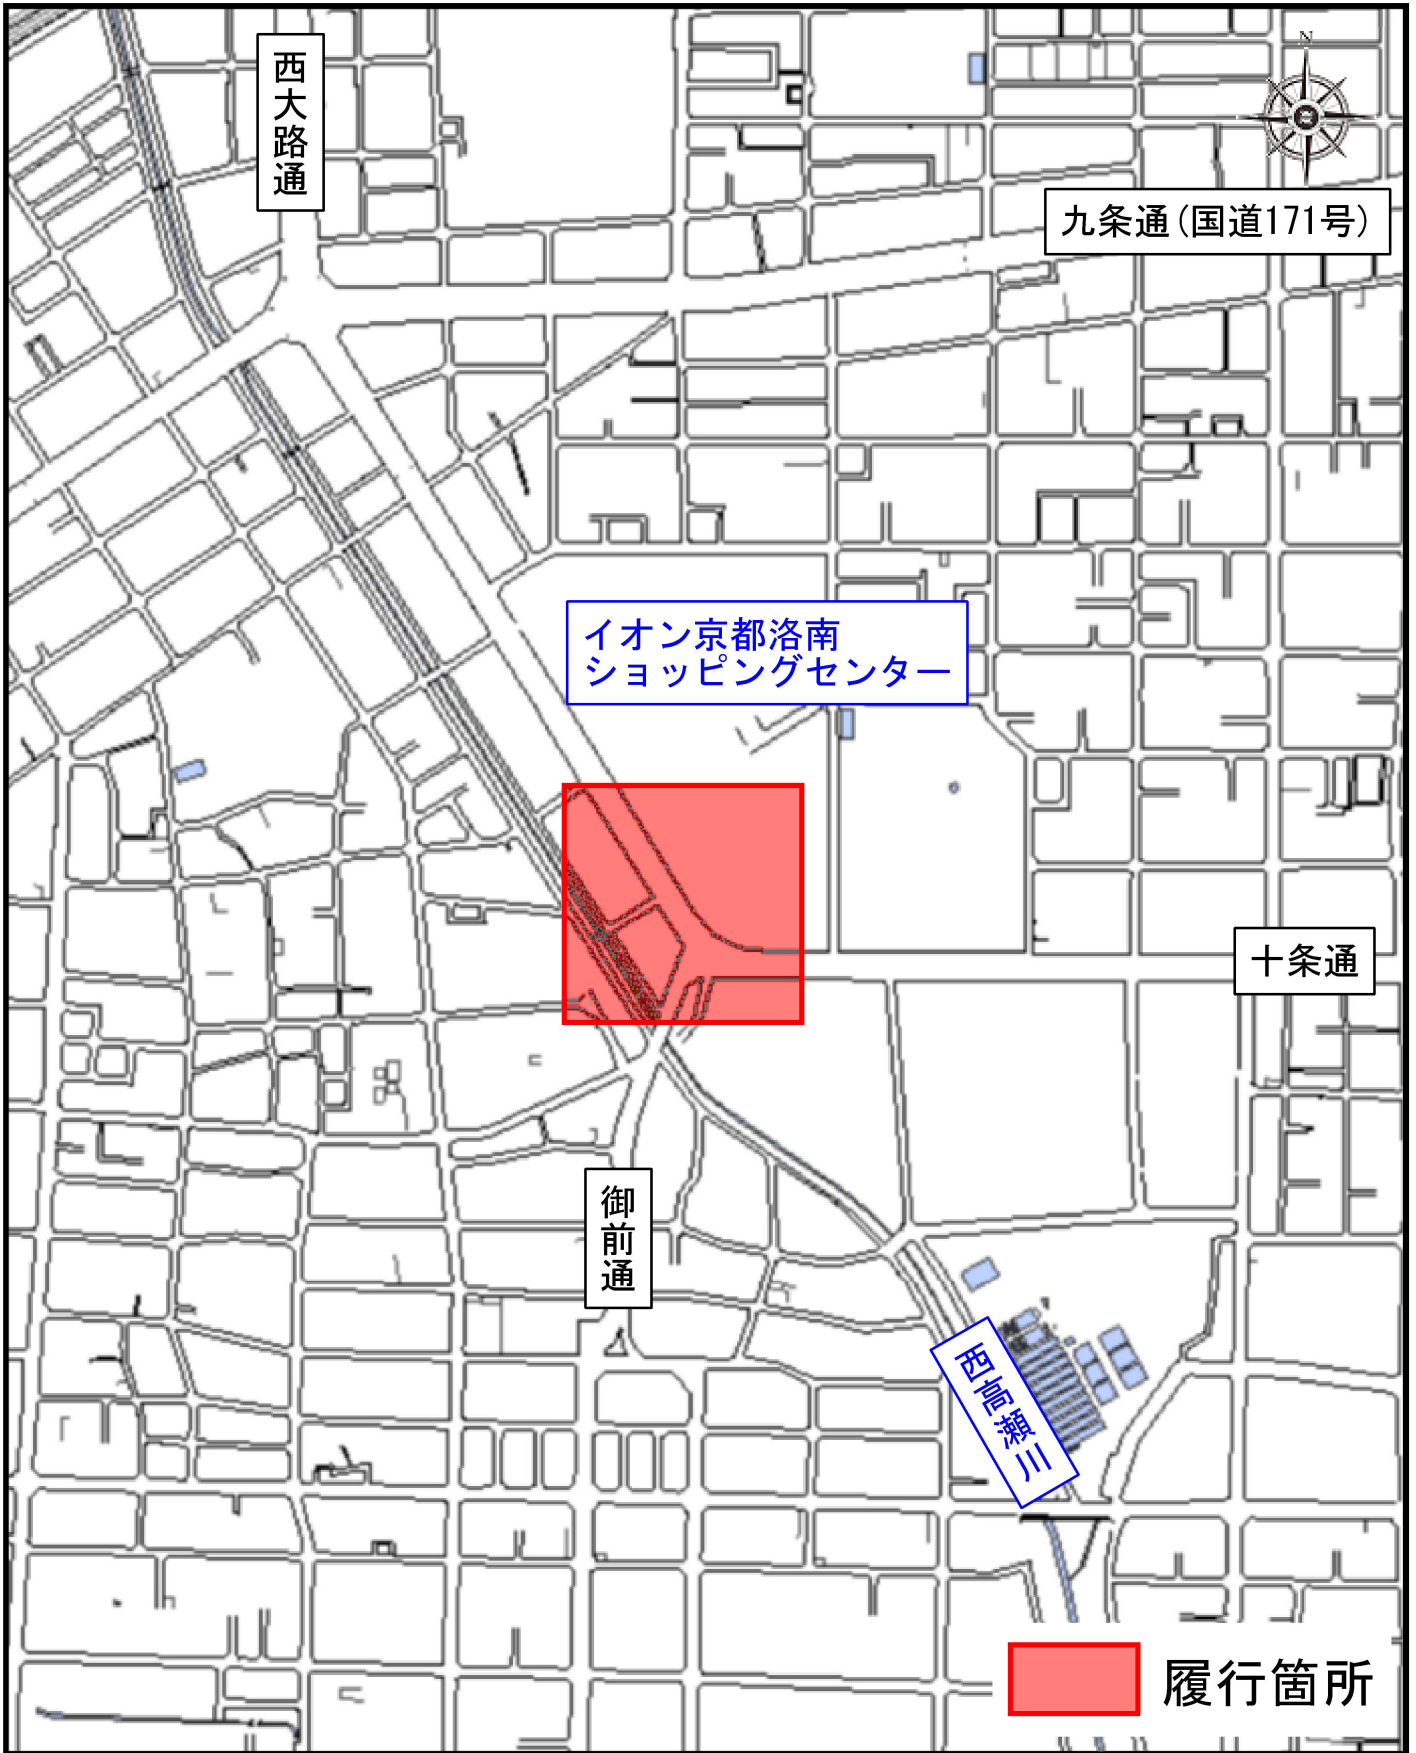 N
西大路通
九条通(国道171号)
イオン京都洛南
ショッピングセンター
十条通
御前通
西高瀬川
履行箇所